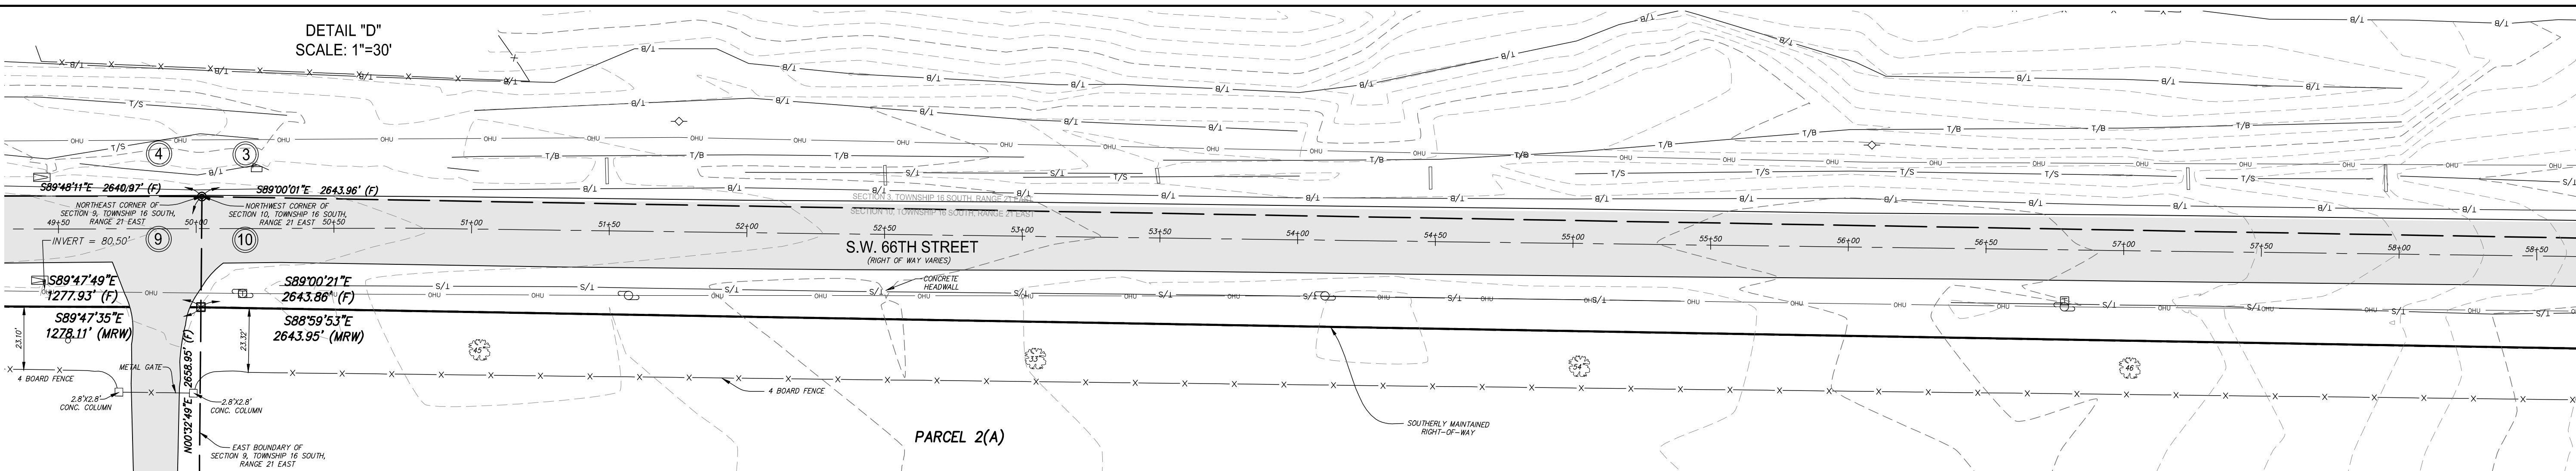 DETAIL "D"
SCALE: 1"=30'
4
3
S89°48'11"E 2640.97' (F)
S89°00'01"E 2643.96' (F)
NORTHEAST CORNER OF
SECTION 9, TOWNSHIP 16 SOUTH,
RANGE 21 EAST
NORTHWEST CORNER OF
SECTION 10, TOWNSHIP 16 SOUTH,
RANGE 21 EAST
SECTION 3, TOWNSHIP 16 SOUTH, RANGE 21 EAST
SECTION 10, TOWNSHIP 16 SOUTH, RANGE 21 EAST
49+50
50+00
50+50
51+00
51+50
52+00
52+50
53+00
53+50
54+00
54+50
55+00
55+50
56+00
56+50
57+00
57+50
58+00
58+50
9
10
INVERT = 80.50'
S.W. 66TH STREET
(RIGHT OF WAY VARIES)
CONCRETE
HEADWALL
S89°47'49"E
1277.93' (F)
S89°00'21"E
2643.86' (F)
S89°47'35"E
1278.11' (MRW)
S88°59'53"E
2643.95' (MRW)
23.10'
23.32'
N00°32'49"E 2658.95' (F)
45"
33"
54"
46"
METAL GATE
4 BOARD FENCE
4 BOARD FENCE
2.8'X2.8'
CONC. COLUMN
2.8'X2.8'
CONC. COLUMN
SOUTHERLY MAINTAINED
RIGHT-OF-WAY
PARCEL 2(A)
EAST BOUNDARY OF
SECTION 9, TOWNSHIP 16 SOUTH,
RANGE 21 EAST